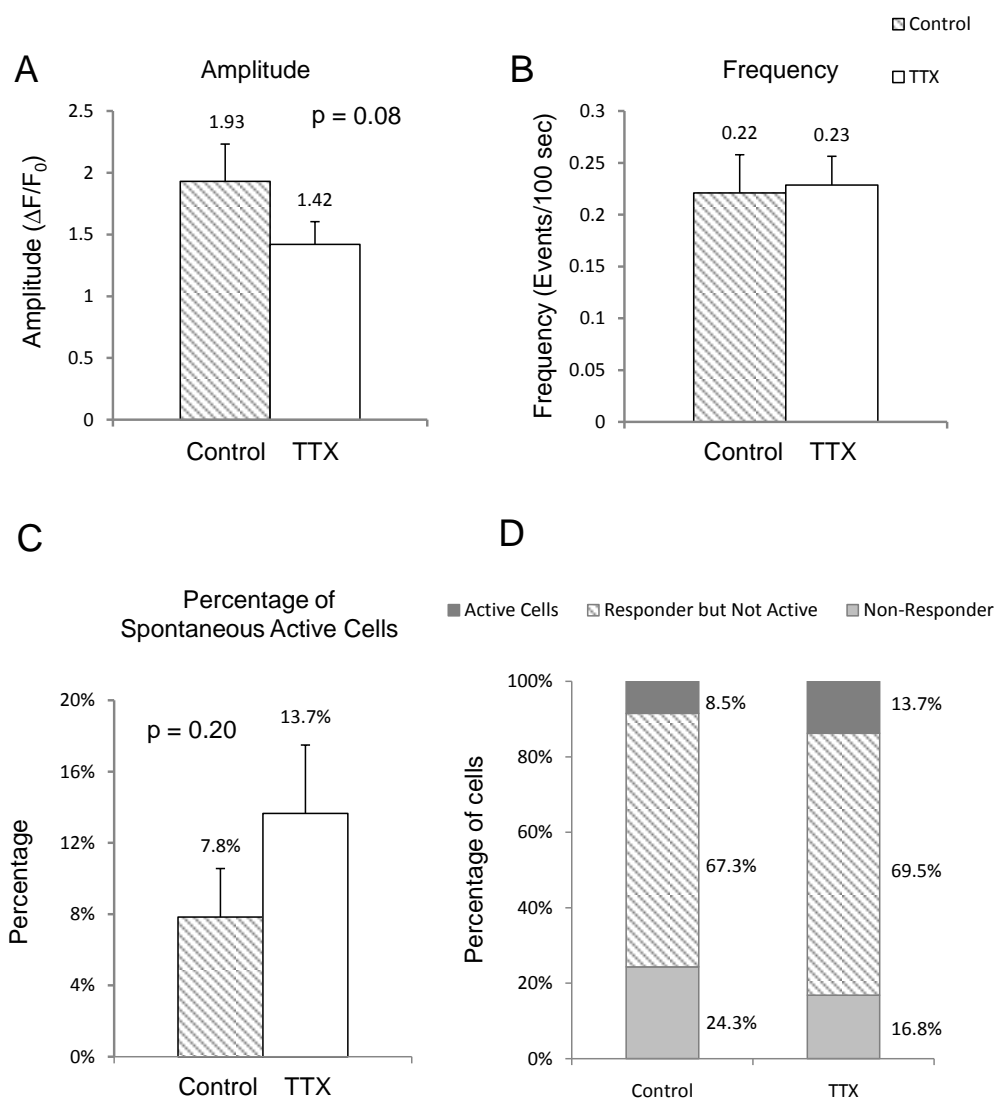 Control
TTX
A
Amplitude
B
Frequency
Amplitude (ΔF/F₀)
2.5
2
1.5
1
0.5
0
1.93
1.42
p = 0.08
Control TTX
Frequency (Events/100 sec)
0.3
0.25
0.2
0.15
0.1
0.05
0
0.22
0.23
Control TTX
C
Percentage of
Spontaneous Active Cells
Percentage
20%
16%
12%
8%
4%
0%
p = 0.20
7.8%
13.7%
Control TTX
D
Active Cells Responder but Not Active Non-Responder
Percentage of cells
100%
80%
60%
40%
20%
0%
8.5%
67.3%
24.3%
13.7%
69.5%
16.8%
Control TTX